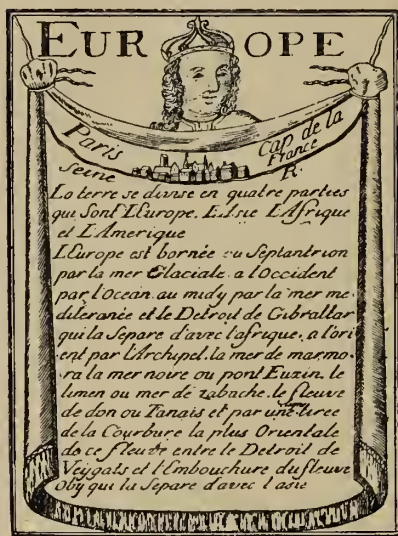 EUROPE
Paris
Cap. de la
France
Seine R.
La terre se divise en quatre parties
qui Sont L'Europe, L'Asie L'Afrique
et L'Amerique
L'Europe est bornée au Septantrion
par la mer Glaciale a l'Occident
par l'Ocean au midy par la mer me
diteranée et le Detroit de Gibraltar
qui la Separe d'avec lafrique, a l'ori
ent par l'Archipel, la mer de marmo
ra la mer noire ou pont Euxin, le
limen ou mer de zabache, le fleuve
de don ou Tanais et par une tirée
de la Courbure la plus Orientale
de ce fleuve entre le Detroit de
Veigats et l'Embouchure du fleuve
Oby qui la Separe d'avec l'asie